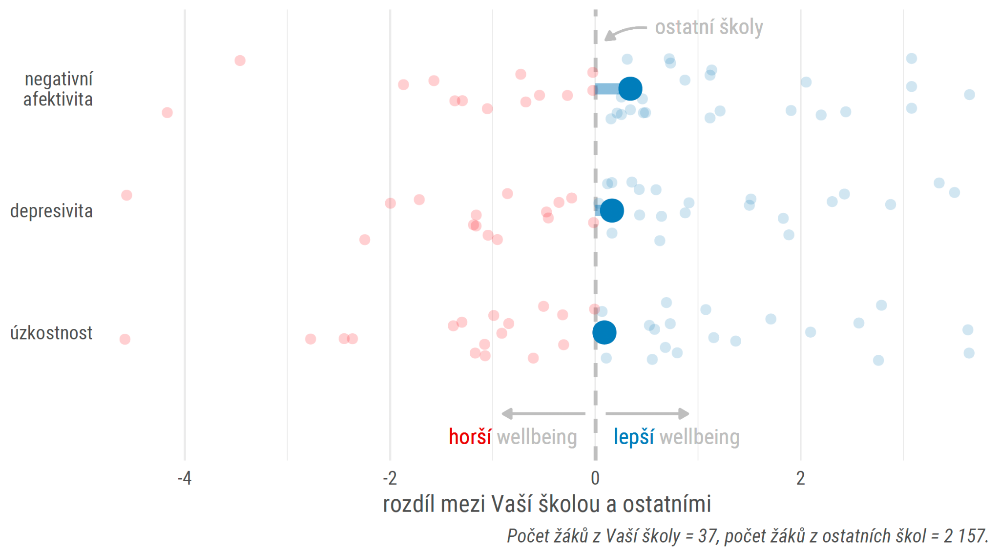 ostatní školy
negativní
afektivita
depresivita
úzkostnost
horší wellbeing
lepší wellbeing
-4
-2
0
2
rozdíl mezi Vaší školou a ostatními
Počet žáků z Vaší školy = 37, počet žáků z ostatních škol = 2 157.